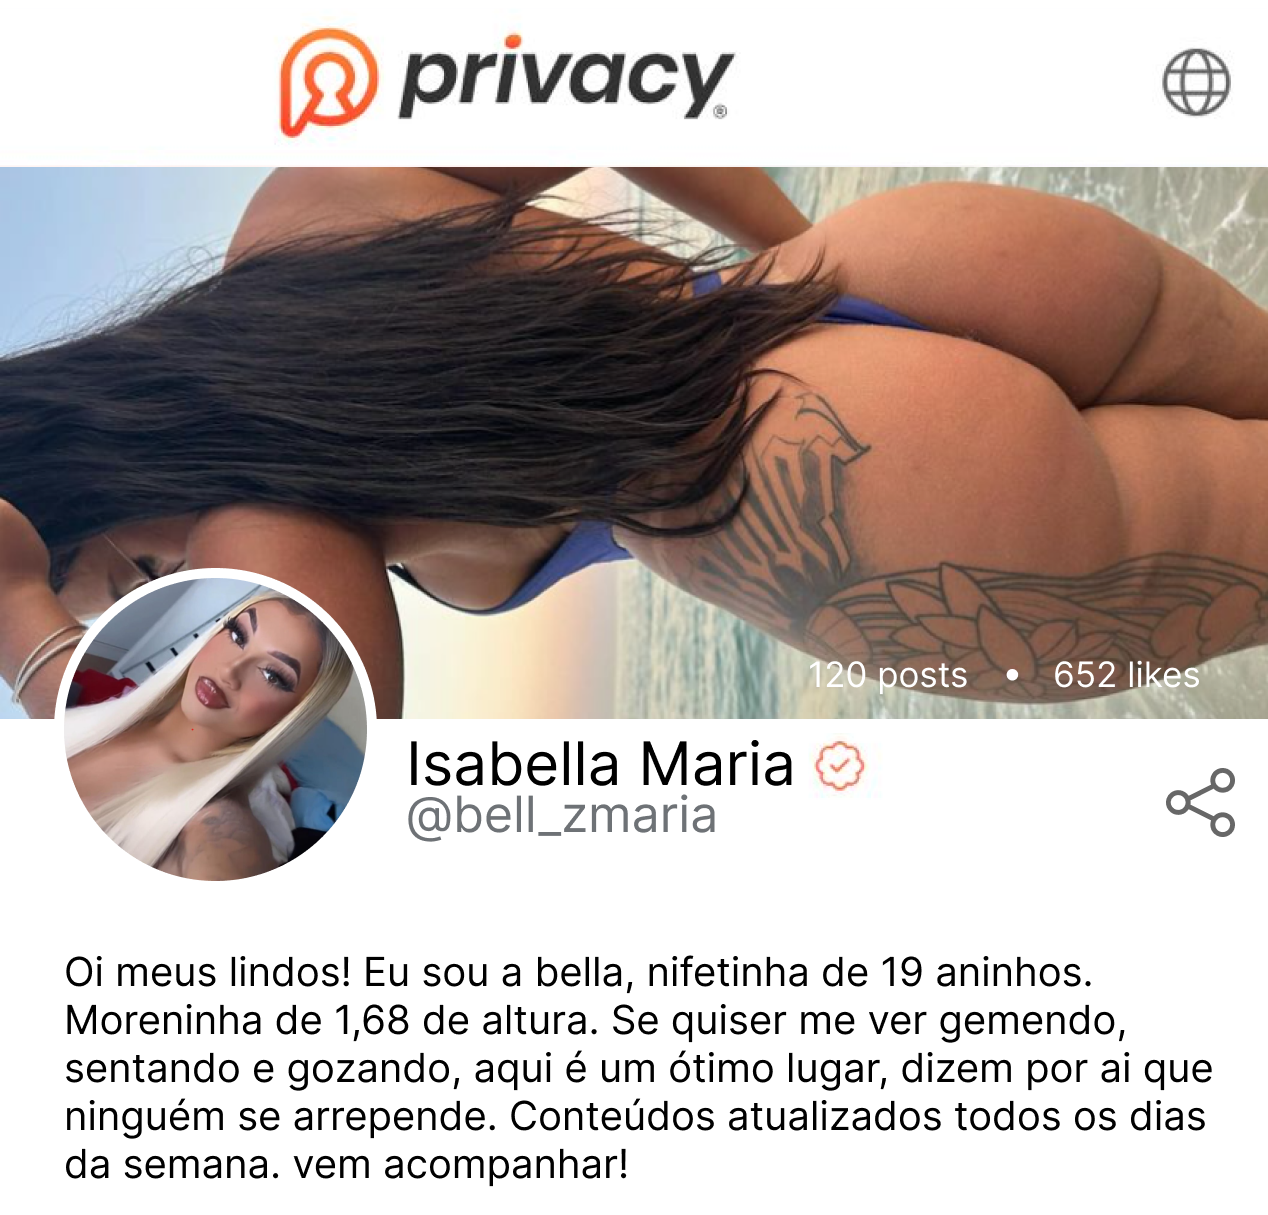 privacy
120 posts • 652 likes
Isabella Maria
@bell_zmaria
Oi meus lindos! Eu sou a bella, nifetinha de 19 aninhos.
Moreninha de 1,68 de altura. Se quiser me ver gemendo,
sentando e gozando, aqui é um ótimo lugar, dizem por ai que
ninguém se arrepende. Conteúdos atualizados todos os dias
da semana. vem acompanhar!